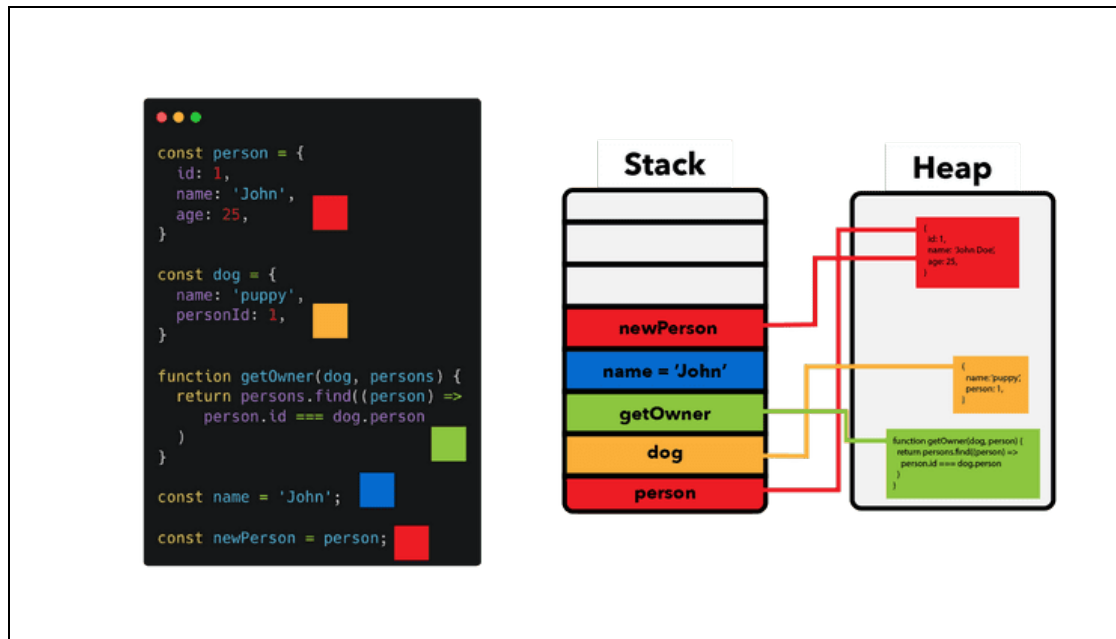 const person = {
id: 1,
name: 'John',
age: 25,
}
const dog = {
name: 'puppy',
personId: 1,
}
function getOwner(dog, persons) {
return persons.find((person) =>
person.id === dog.person
)
}
const name = 'John';
const newPerson = person;
Stack
newPerson
name = ‘John’
getOwner
dog
person
Heap
{
id: 1,
name: 'John Doe',
age: 25,
}
{
name:'puppy',
person: 1,
}
function getOwner(dog, person) {
return persons.find((person) =>
person.id === dog.person
)
}